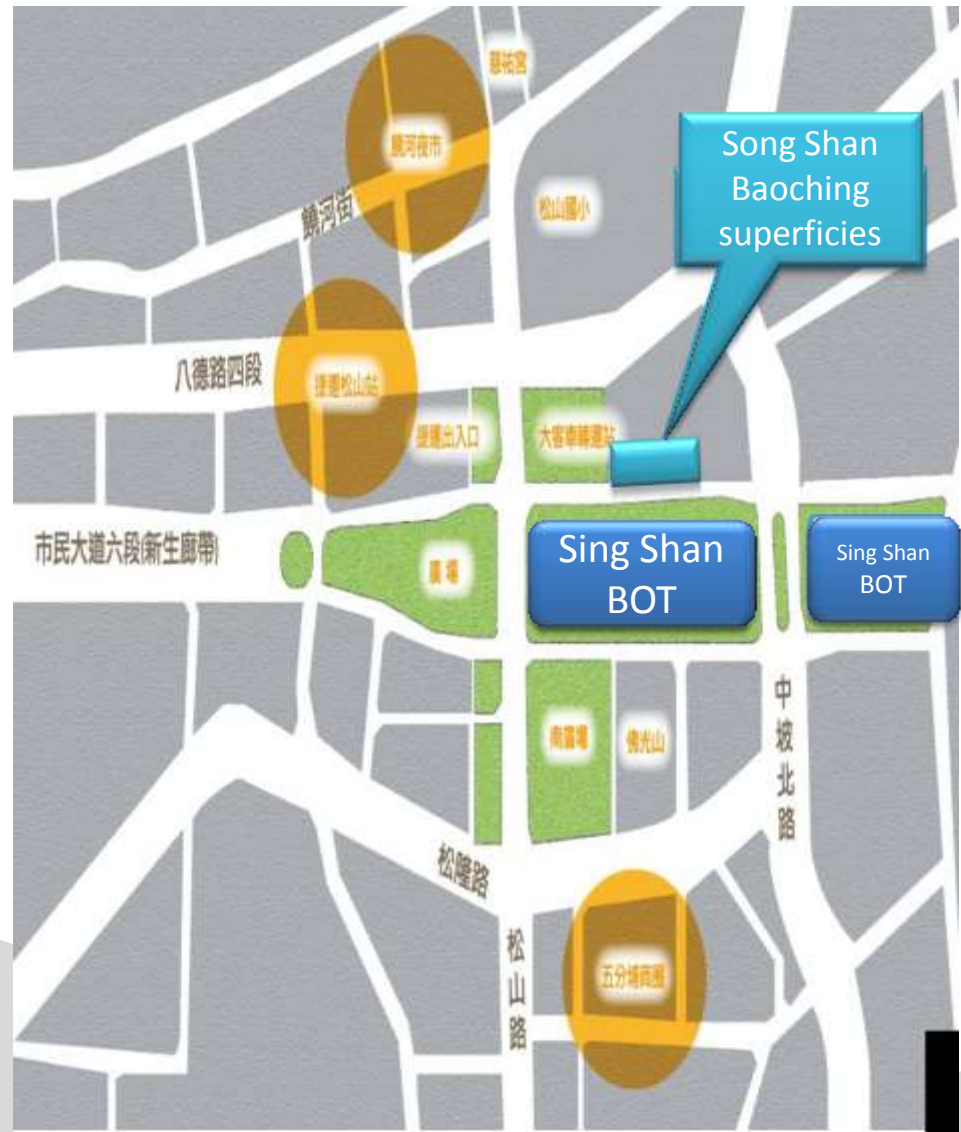 慈祐宮
饒河夜市
饒河街
松山國小
Song Shan
Baoching
superficies
八德路四段
捷運松山站
捷運出入口
大客車轉運站
市民大道六段(新生廊帶)
廣場
Sing Shan
BOT
Sing Shan
BOT
南廣場
佛光山
中坡北路
松隆路
松山路
五分埔商圈